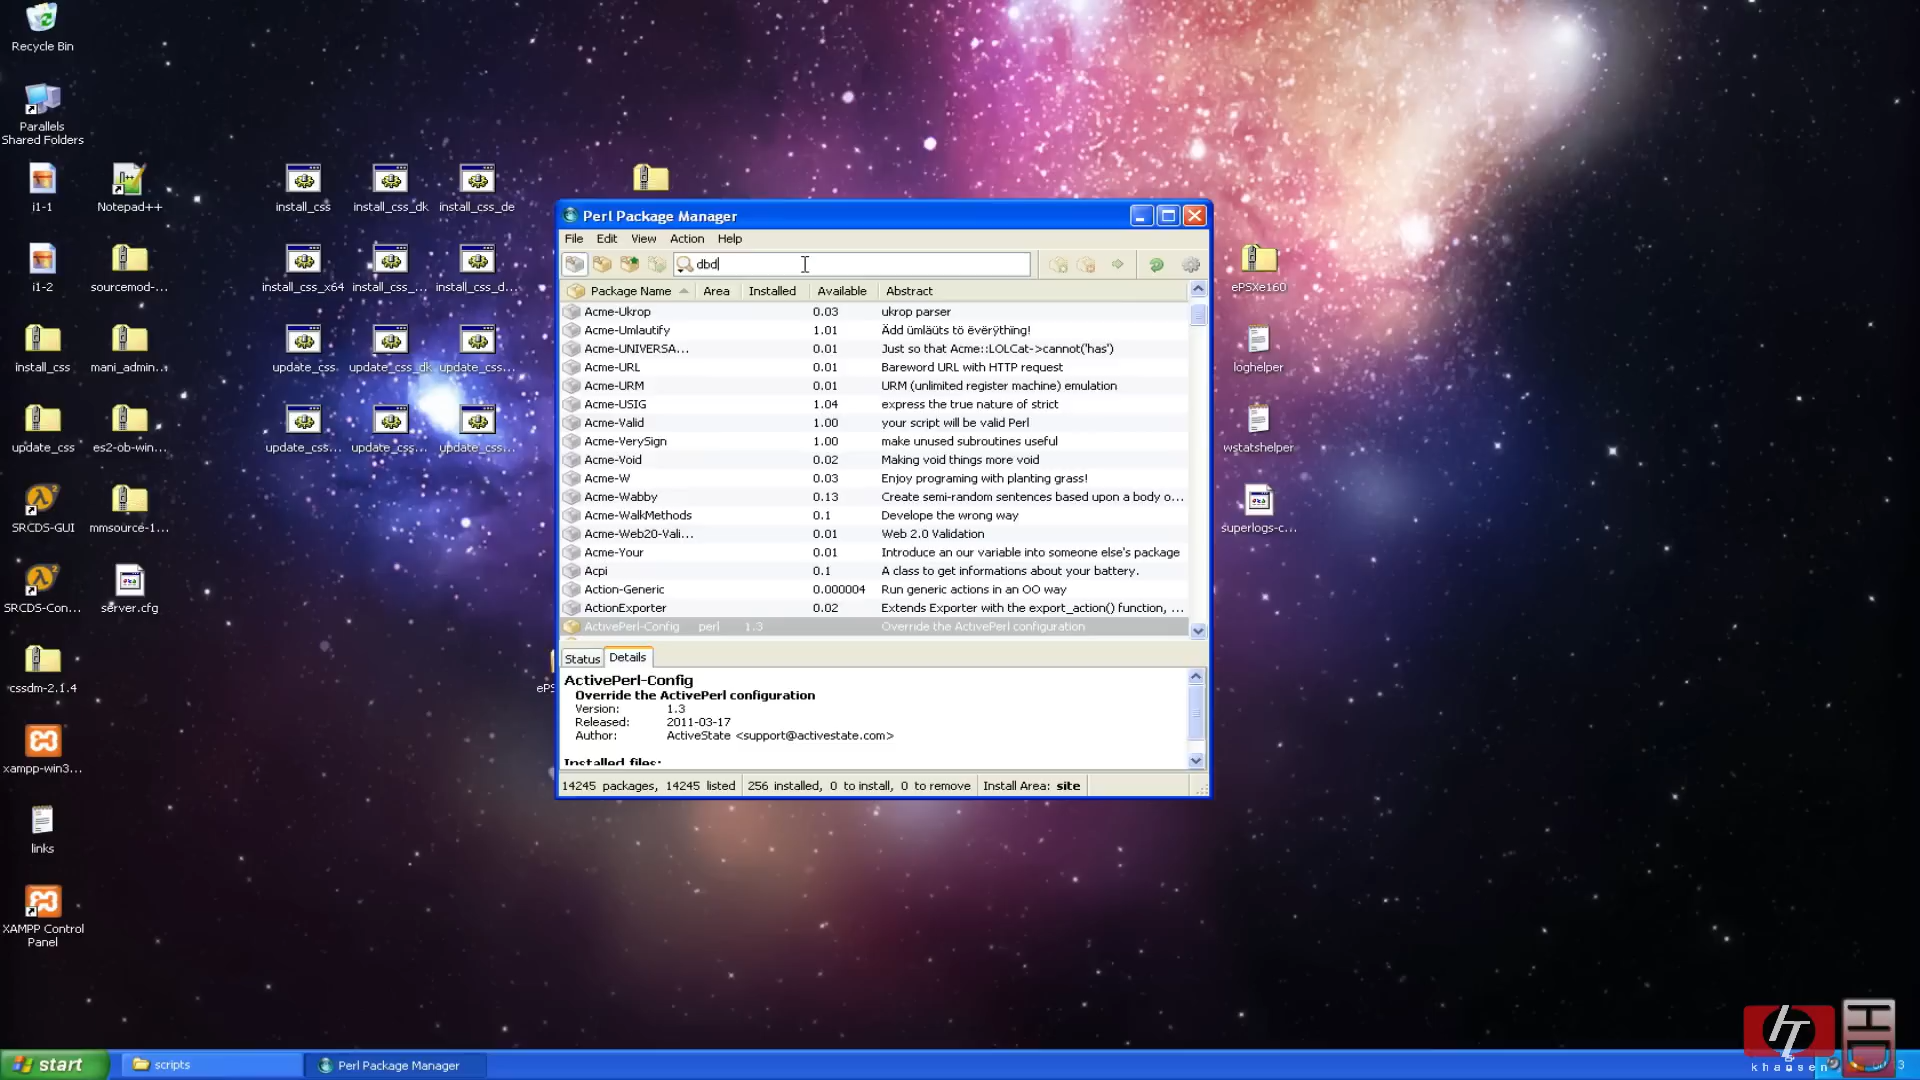 Recycle Bin
Parallels
Shared Folders
i1-1
Notepad++
install_css
install_css_dk
install_css_de
i1-2
sourcemod-...
install_css_x64
install_css_...
install_css_d...
install_css
mani_admin...
update_css
update_css_dk
update_css...
update_css
es2-ob-win...
update_css...
update_css...
update_css...
SRCDS-GUI
mmsource-1...
SRCDS-Con...
server.cfg
cssdm-2.1.4
xampp-win3...
links
XAMPP Control
Panel
Perl Package Manager
File Edit View Action Help
dbd
Package Name Area Installed Available Abstract
Acme-Ukrop 0.03 ukrop parser
Acme-Umlautify 1.01 Ädd ümläüts tö ëvërÿthïng!
Acme-UNIVERSA... 0.01 Just so that Acme::LOLCat->cannot('has')
Acme-URL 0.01 Bareword URL with HTTP request
Acme-URM 0.01 URM (unlimited register machine) emulation
Acme-USIG 1.04 express the true nature of strict
Acme-Valid 1.00 your script will be valid Perl
Acme-VerySign 1.00 make unused subroutines useful
Acme-Void 0.02 Making void things more void
Acme-W 0.03 Enjoy programing with planting grass!
Acme-Wabby 0.13 Create semi-random sentences based upon a body o...
Acme-WalkMethods 0.1 Develope the wrong way
Acme-Web20-Vali... 0.01 Web 2.0 Validation
Acme-Your 0.01 Introduce an our variable into someone else's package
Acpi 0.1 A class to get informations about your battery.
Action-Generic 0.000004 Run generic actions in an OO way
ActionExporter 0.02 Extends Exporter with the export_action() function, ...
ActivePerl-Config perl 1.3 Override the ActivePerl configuration
Status Details
ActivePerl-Config
Override the ActivePerl configuration
Version: 1.3
Released: 2011-03-17
Author: ActiveState <support@activestate.com>
Installed files:
14245 packages, 14245 listed 256 installed, 0 to install, 0 to remove Install Area: site
eP
ePSXe160
loghelper
wstatshelper
superlogs-c...
start
scripts
Perl Package Manager
khausen